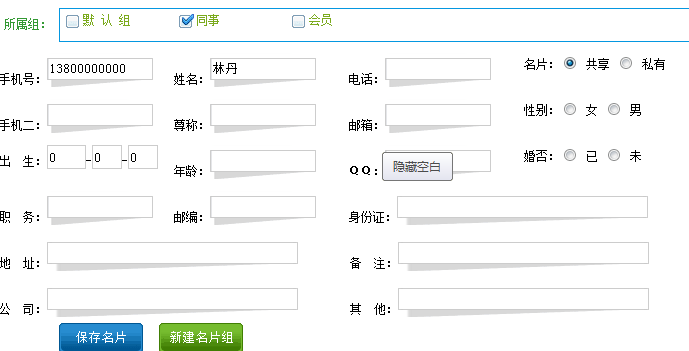 所属组： 默 认 组 同事 会员
手机号： 13800000000 姓名： 林丹 电话： 名片： 共享 私有
手机二： 尊称： 邮箱： 性别： 女 男
出 生： 0 - 0 - 0 年龄： QQ： 隐藏空白 婚否： 已 未
职 务： 邮编： 身份证：
地 址： 备 注：
公 司： 其 他：
保存名片 新建名片组